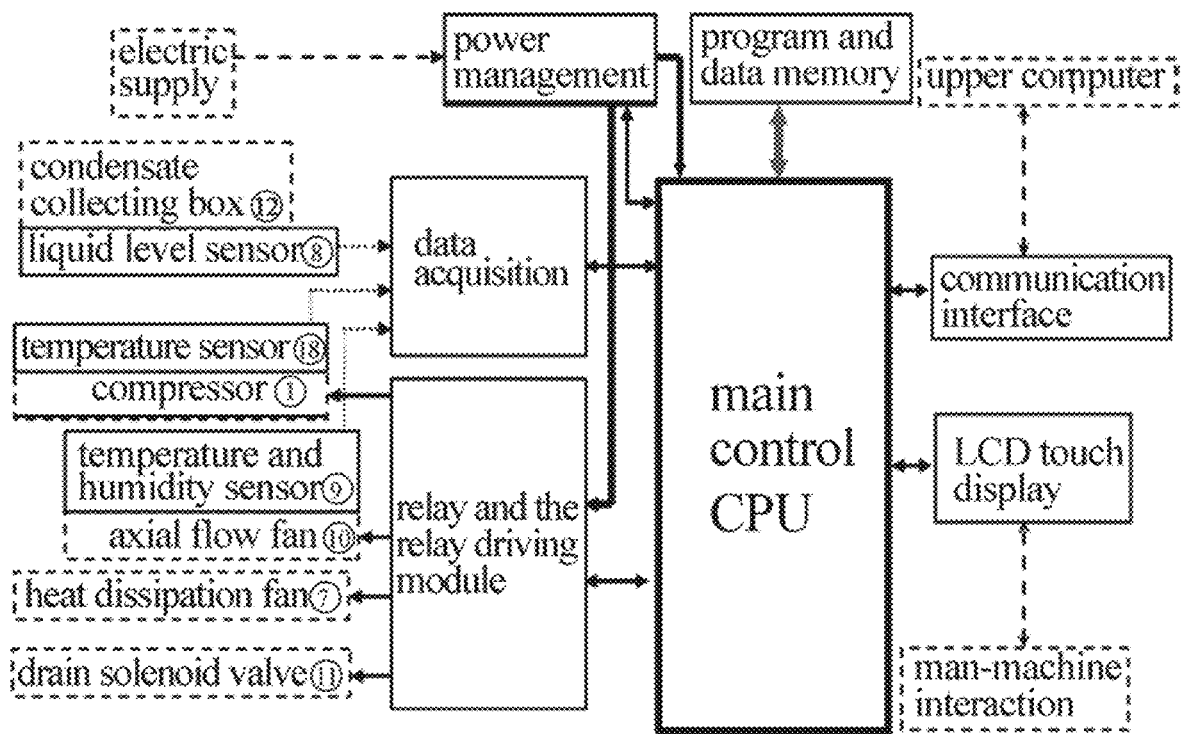 electric
supply
power
management
program and
data memory
upper computer
condensate
collecting box ⑫
liquid level sensor ⑧
data
acquisition
communication
interface
temperature sensor ⑱
compressor ①
main
control
CPU
temperature and
humidity sensor ⑨
axial flow fan ⑩
relay and the
relay driving
module
LCD touch
display
heat dissipation fan ⑦
drain solenoid valve ⑪
man-machine
interaction